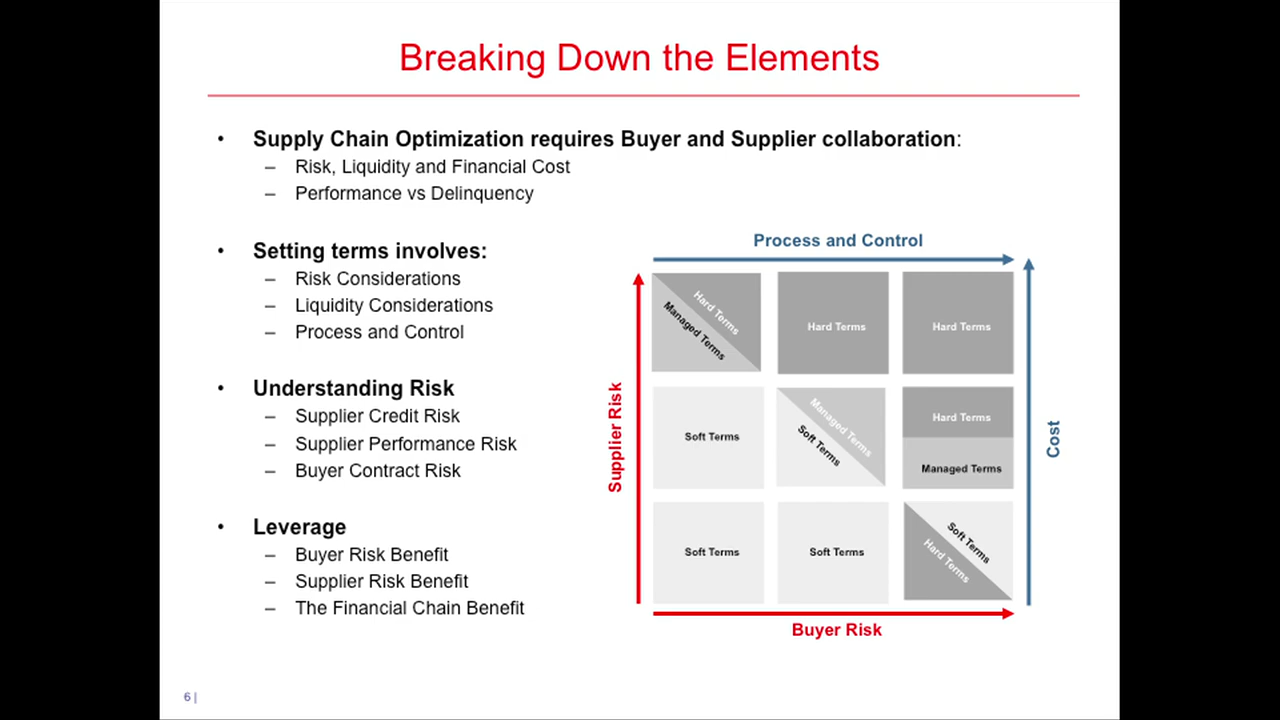 Breaking Down the Elements
• Supply Chain Optimization requires Buyer and Supplier collaboration:
– Risk, Liquidity and Financial Cost
– Performance vs Delinquency
• Setting terms involves:
– Risk Considerations
– Liquidity Considerations
– Process and Control
• Understanding Risk
– Supplier Credit Risk
– Supplier Performance Risk
– Buyer Contract Risk
• Leverage
– Buyer Risk Benefit
– Supplier Risk Benefit
– The Financial Chain Benefit
Process and Control
Supplier Risk
Hard Terms
Managed Terms
Hard Terms
Hard Terms
Soft Terms
Managed Terms
Soft Terms
Hard Terms
Managed Terms
Soft Terms
Soft Terms
Soft Terms
Hard Terms
Cost
Buyer Risk
6 |